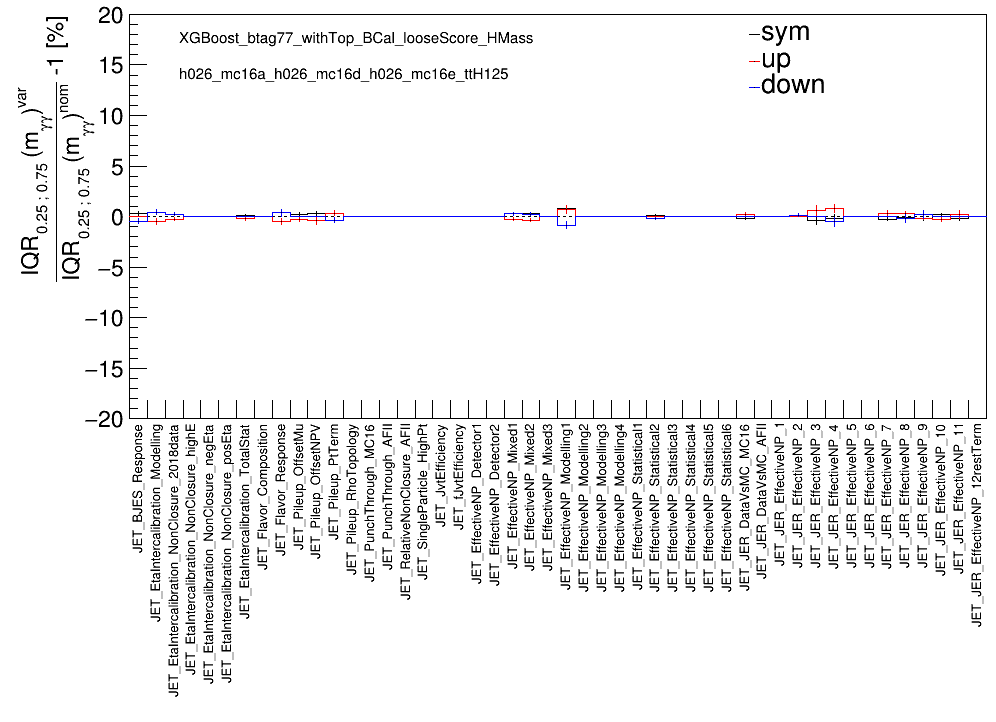 IQR0.25 ; 0.75 (mγγ)var
IQR0.25 ; 0.75 (mγγ)nom
-1 [%]
20
15
10
5
0
−5
−10
−15
−20
XGBoost_btag77_withTop_BCal_looseScore_HMass
h026_mc16a_h026_mc16d_h026_mc16e_ttH125
sym
up
down
JET_BJES_Response
JET_EtaIntercalibration_Modelling
JET_EtaIntercalibration_NonClosure_2018data
JET_EtaIntercalibration_NonClosure_highE
JET_EtaIntercalibration_NonClosure_negEta
JET_EtaIntercalibration_NonClosure_posEta
JET_EtaIntercalibration_TotalStat
JET_Flavor_Composition
JET_Flavor_Response
JET_Pileup_OffsetMu
JET_Pileup_OffsetNPV
JET_Pileup_PtTerm
JET_Pileup_RhoTopology
JET_PunchThrough_MC16
JET_PunchThrough_AFII
JET_RelativeNonClosure_AFII
JET_SingleParticle_HighPt
JET_JvtEfficiency
JET_fJvtEfficiency
JET_EffectiveNP_Detector1
JET_EffectiveNP_Detector2
JET_EffectiveNP_Mixed1
JET_EffectiveNP_Mixed2
JET_EffectiveNP_Mixed3
JET_EffectiveNP_Modelling1
JET_EffectiveNP_Modelling2
JET_EffectiveNP_Modelling3
JET_EffectiveNP_Modelling4
JET_EffectiveNP_Statistical1
JET_EffectiveNP_Statistical2
JET_EffectiveNP_Statistical3
JET_EffectiveNP_Statistical4
JET_EffectiveNP_Statistical5
JET_EffectiveNP_Statistical6
JET_JER_DataVsMC_MC16
JET_JER_DataVsMC_AFII
JET_JER_EffectiveNP_1
JET_JER_EffectiveNP_2
JET_JER_EffectiveNP_3
JET_JER_EffectiveNP_4
JET_JER_EffectiveNP_5
JET_JER_EffectiveNP_6
JET_JER_EffectiveNP_7
JET_JER_EffectiveNP_8
JET_JER_EffectiveNP_9
JET_JER_EffectiveNP_10
JET_JER_EffectiveNP_11
JET_JER_EffectiveNP_12restTerm